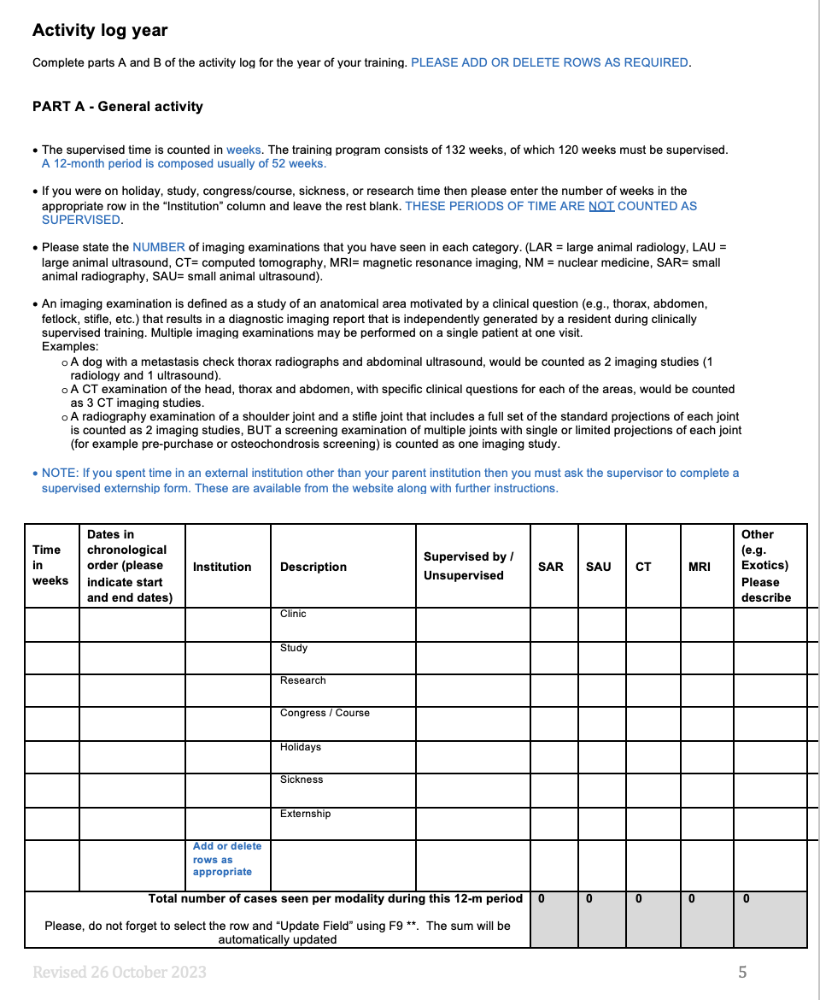 Activity log year
Complete parts A and B of the activity log for the year of your training. PLEASE ADD OR DELETE ROWS AS REQUIRED.
PART A - General activity
• The supervised time is counted in weeks. The training program consists of 132 weeks, of which 120 weeks must be supervised.
A 12-month period is composed usually of 52 weeks.
• If you were on holiday, study, congress/course, sickness, or research time then please enter the number of weeks in the
appropriate row in the “Institution” column and leave the rest blank. THESE PERIODS OF TIME ARE NOT COUNTED AS
SUPERVISED.
• Please state the NUMBER of imaging examinations that you have seen in each category. (LAR = large animal radiology, LAU =
large animal ultrasound, CT= computed tomography, MRI= magnetic resonance imaging, NM = nuclear medicine, SAR= small
animal radiography, SAU= small animal ultrasound).
• An imaging examination is defined as a study of an anatomical area motivated by a clinical question (e.g., thorax, abdomen,
fetlock, stifle, etc.) that results in a diagnostic imaging report that is independently generated by a resident during clinically
supervised training. Multiple imaging examinations may be performed on a single patient at one visit.
Examples:
o A dog with a metastasis check thorax radiographs and abdominal ultrasound, would be counted as 2 imaging studies (1
radiology and 1 ultrasound).
o A CT examination of the head, thorax and abdomen, with specific clinical questions for each of the areas, would be counted
as 3 CT imaging studies.
o A radiography examination of a shoulder joint and a stifle joint that includes a full set of the standard projections of each joint
is counted as 2 imaging studies, BUT a screening examination of multiple joints with single or limited projections of each joint
(for example pre-purchase or osteochondrosis screening) is counted as one imaging study.
• NOTE: If you spent time in an external institution other than your parent institution then you must ask the supervisor to complete a
supervised externship form. These are available from the website along with further instructions.
Time
in
weeks
Dates in
chronological
order (please
indicate start
and end dates)
Institution
Description
Supervised by /
Unsupervised
SAR
SAU
CT
MRI
Other
(e.g.
Exotics)
Please
describe
Clinic
Study
Research
Congress / Course
Holidays
Sickness
Externship
Add or delete
rows as
appropriate
Total number of cases seen per modality during this 12-m period 0 0 0 0 0
Please, do not forget to select the row and “Update Field” using F9 **. The sum will be
automatically updated
Revised 26 October 2023 5